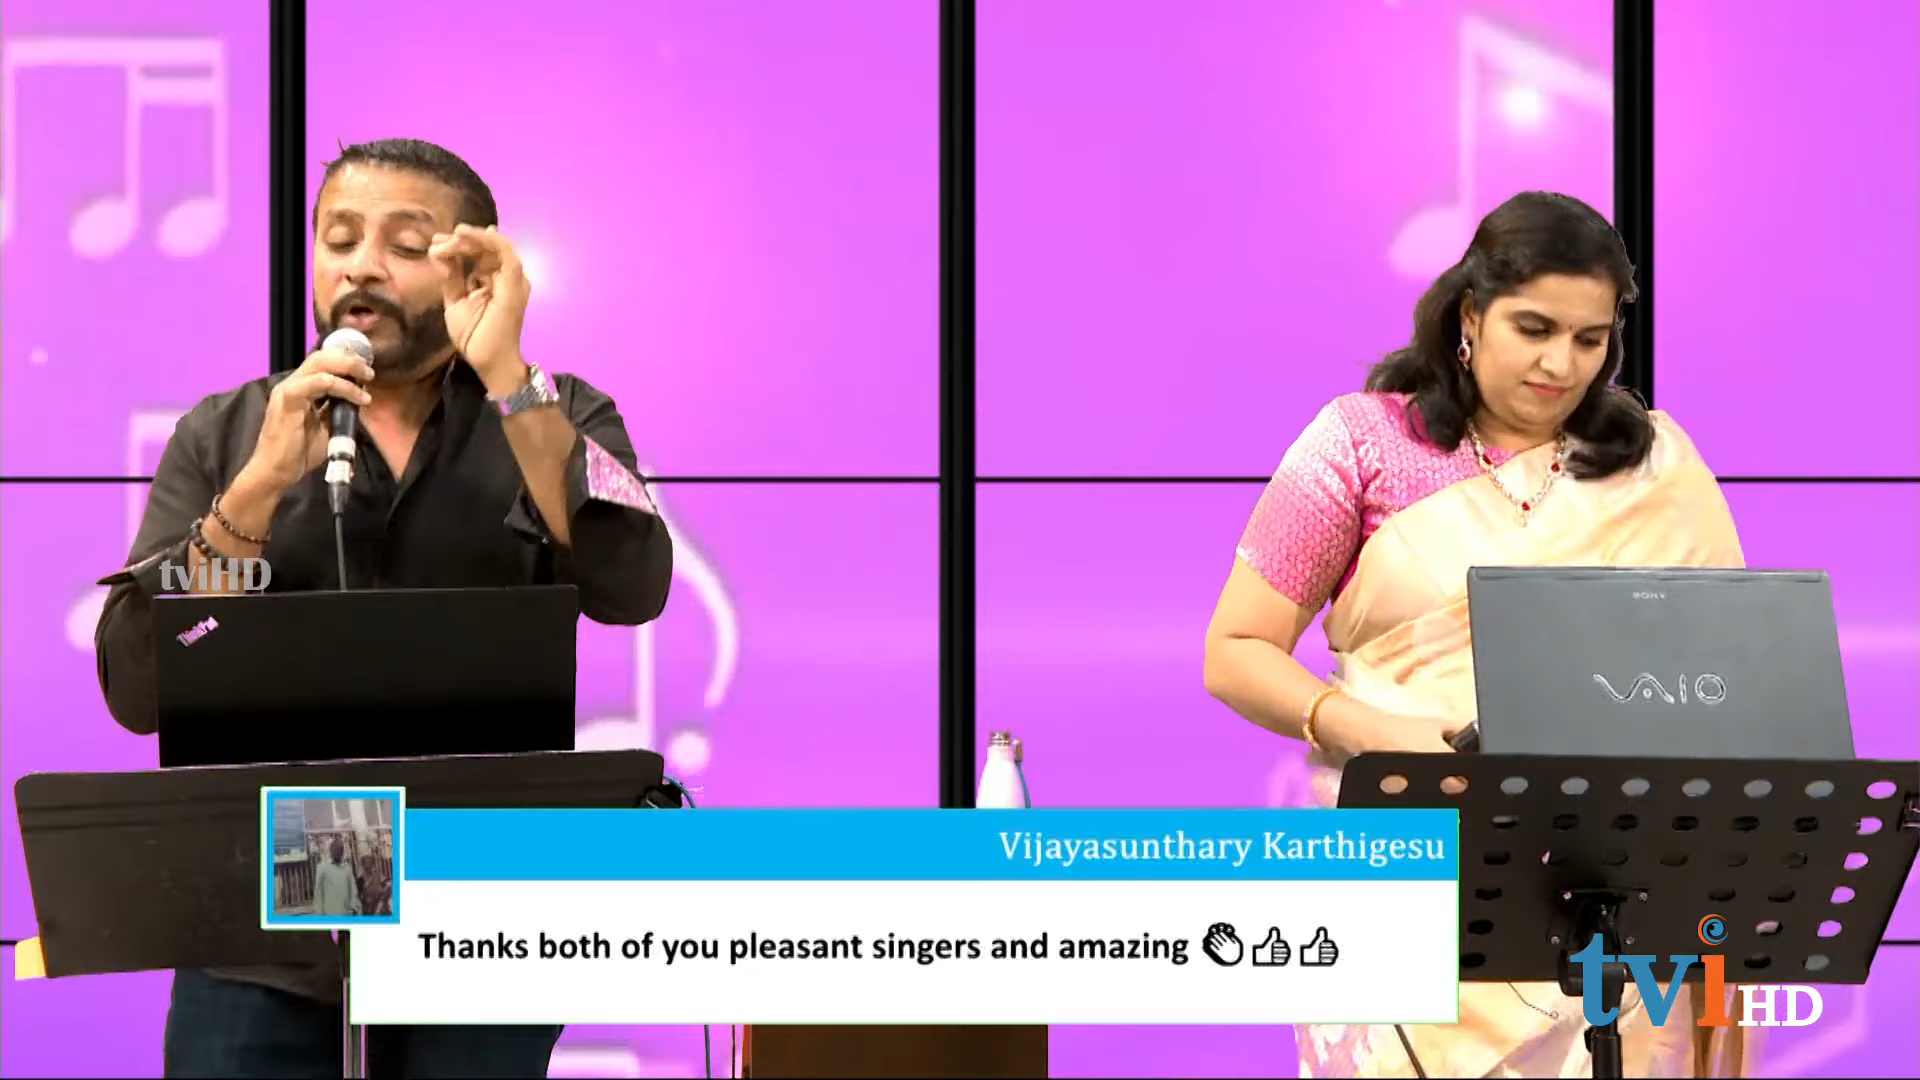 tviHD
ThinkPad
SONY
VAIO
Vijayasunthary Karthigesu
Thanks both of you pleasant singers and amazing 👏👍👍
tvi HD